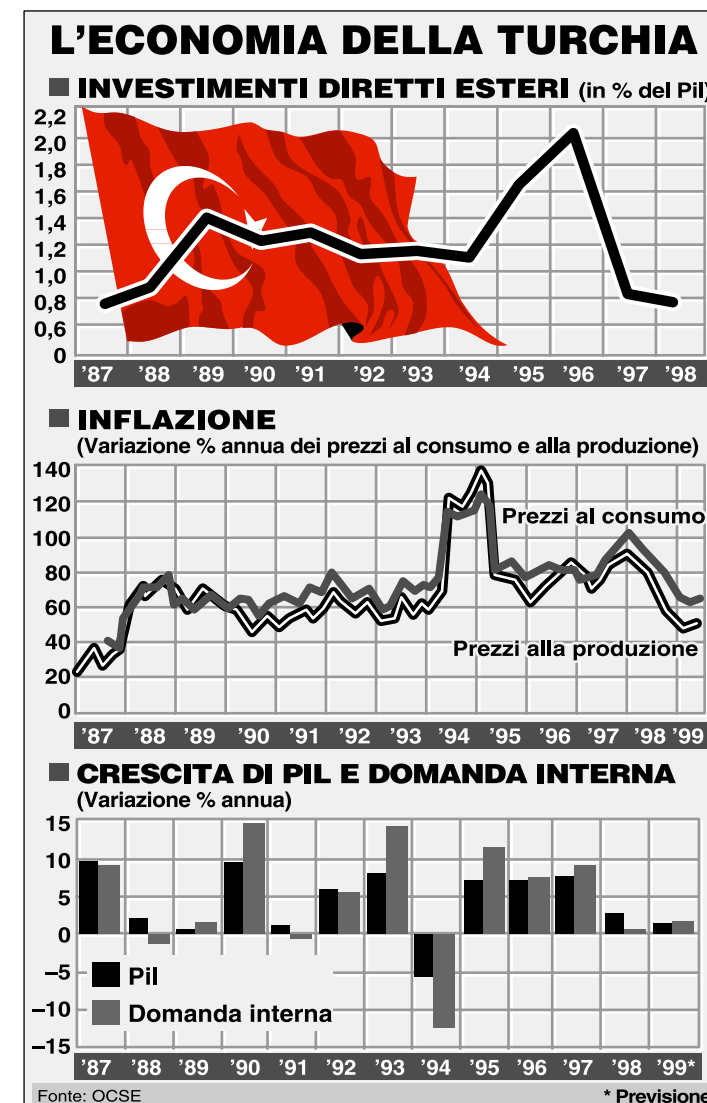 L'ECONOMIA DELLA TURCHIA
INVESTIMENTI DIRETTI ESTERI (in % del Pil)
2,2
2,0
1,8
1,6
1,4
1,2
1,0
0,8
0,6
0
'87 '88 '89 '90 '91 '92 '93 '94 '95 '96 '97 '98
INFLAZIONE
(Variazione % annua dei prezzi al consumo e alla produzione)
140
120
Prezzi al consumo
100
80
60
40
Prezzi alla produzione
20
0
'87 '88 '89 '90 '91 '92 '93 '94 '95 '96 '97 '98 '99
CRESCITA DI PIL E DOMANDA INTERNA
(Variazione % annua)
15
10
5
0
–5
Pil
–10
Domanda interna
–15
'87 '88 '89 '90 '91 '92 '93 '94 '95 '96 '97 '98 '99*
Fonte: OCSE * Previsione